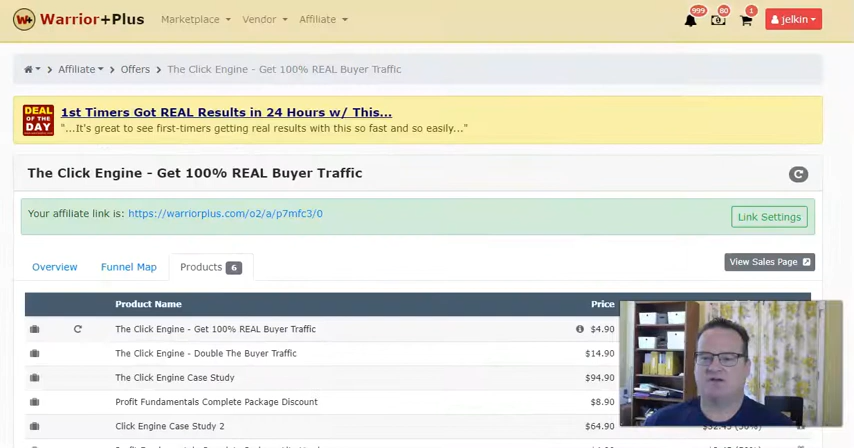 Warrior+Plus Marketplace Vendor Affiliate 999 80 1 jelkin
Affiliate Offers The Click Engine - Get 100% REAL Buyer Traffic
DEAL OF THE DAY
1st Timers Got REAL Results in 24 Hours w/ This...
"...It's great to see first-timers getting real results with this so fast and so easily..."
The Click Engine - Get 100% REAL Buyer Traffic
Your affiliate link is: https://warriorplus.com/o2/a/p7mfc3/0 Link Settings
Overview Funnel Map Products 6 View Sales Page
Product Name Price
The Click Engine - Get 100% REAL Buyer Traffic $4.90
The Click Engine - Double The Buyer Traffic $14.90
The Click Engine Case Study $94.90
Profit Fundamentals Complete Package Discount $8.90
Click Engine Case Study 2 $64.90 $32.45 (50%)